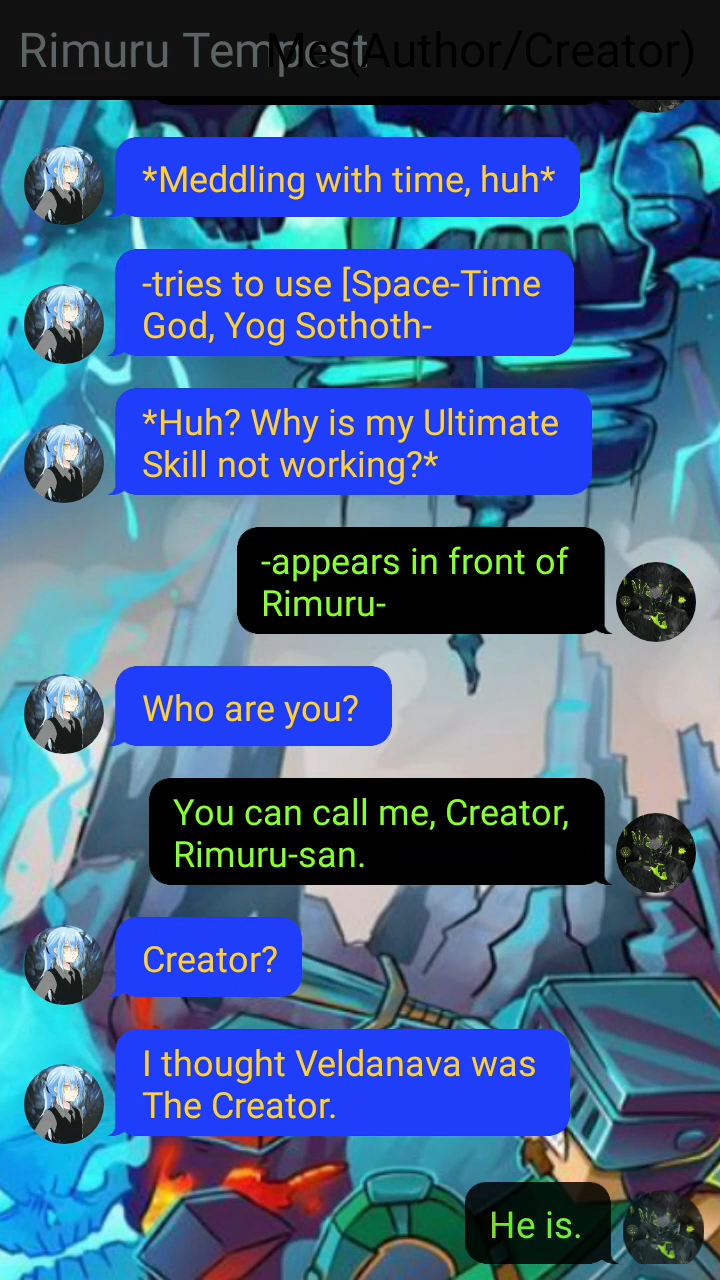 Rimuru Tempest
Me (Author/Creator)
*Meddling with time, huh*
-tries to use [Space-Time
God, Yog Sothoth-
*Huh? Why is my Ultimate
Skill not working?*
-appears in front of
Rimuru-
Who are you?
You can call me, Creator,
Rimuru-san.
Creator?
I thought Veldanava was
The Creator.
He is.